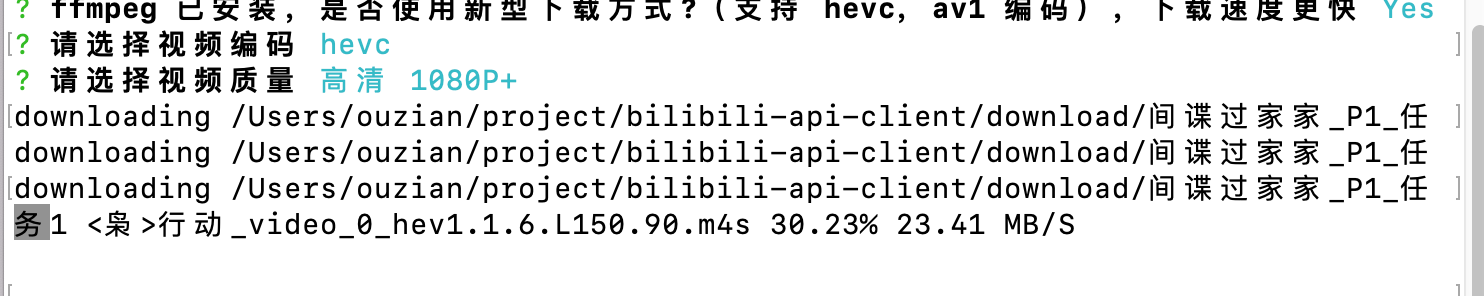 ? ffmpeg 已安装, 是否使用新型下载方式?(支持 hevc, av1 编码) , 下载速度更快 Yes
[? 请选择视频编码 hevc ]
? 请选择视频质量 高清 1080P+
[downloading /Users/ouzian/project/bilibili-api-client/download/间谍过家家_P1_任 ]
downloading /Users/ouzian/project/bilibili-api-client/download/间谍过家家_P1_任
[downloading /Users/ouzian/project/bilibili-api-client/download/间谍过家家_P1_任 ]
务1 <枭>行动_video_0_hev1.1.6.L150.90.m4s 30.23% 23.41 MB/S
[ ]